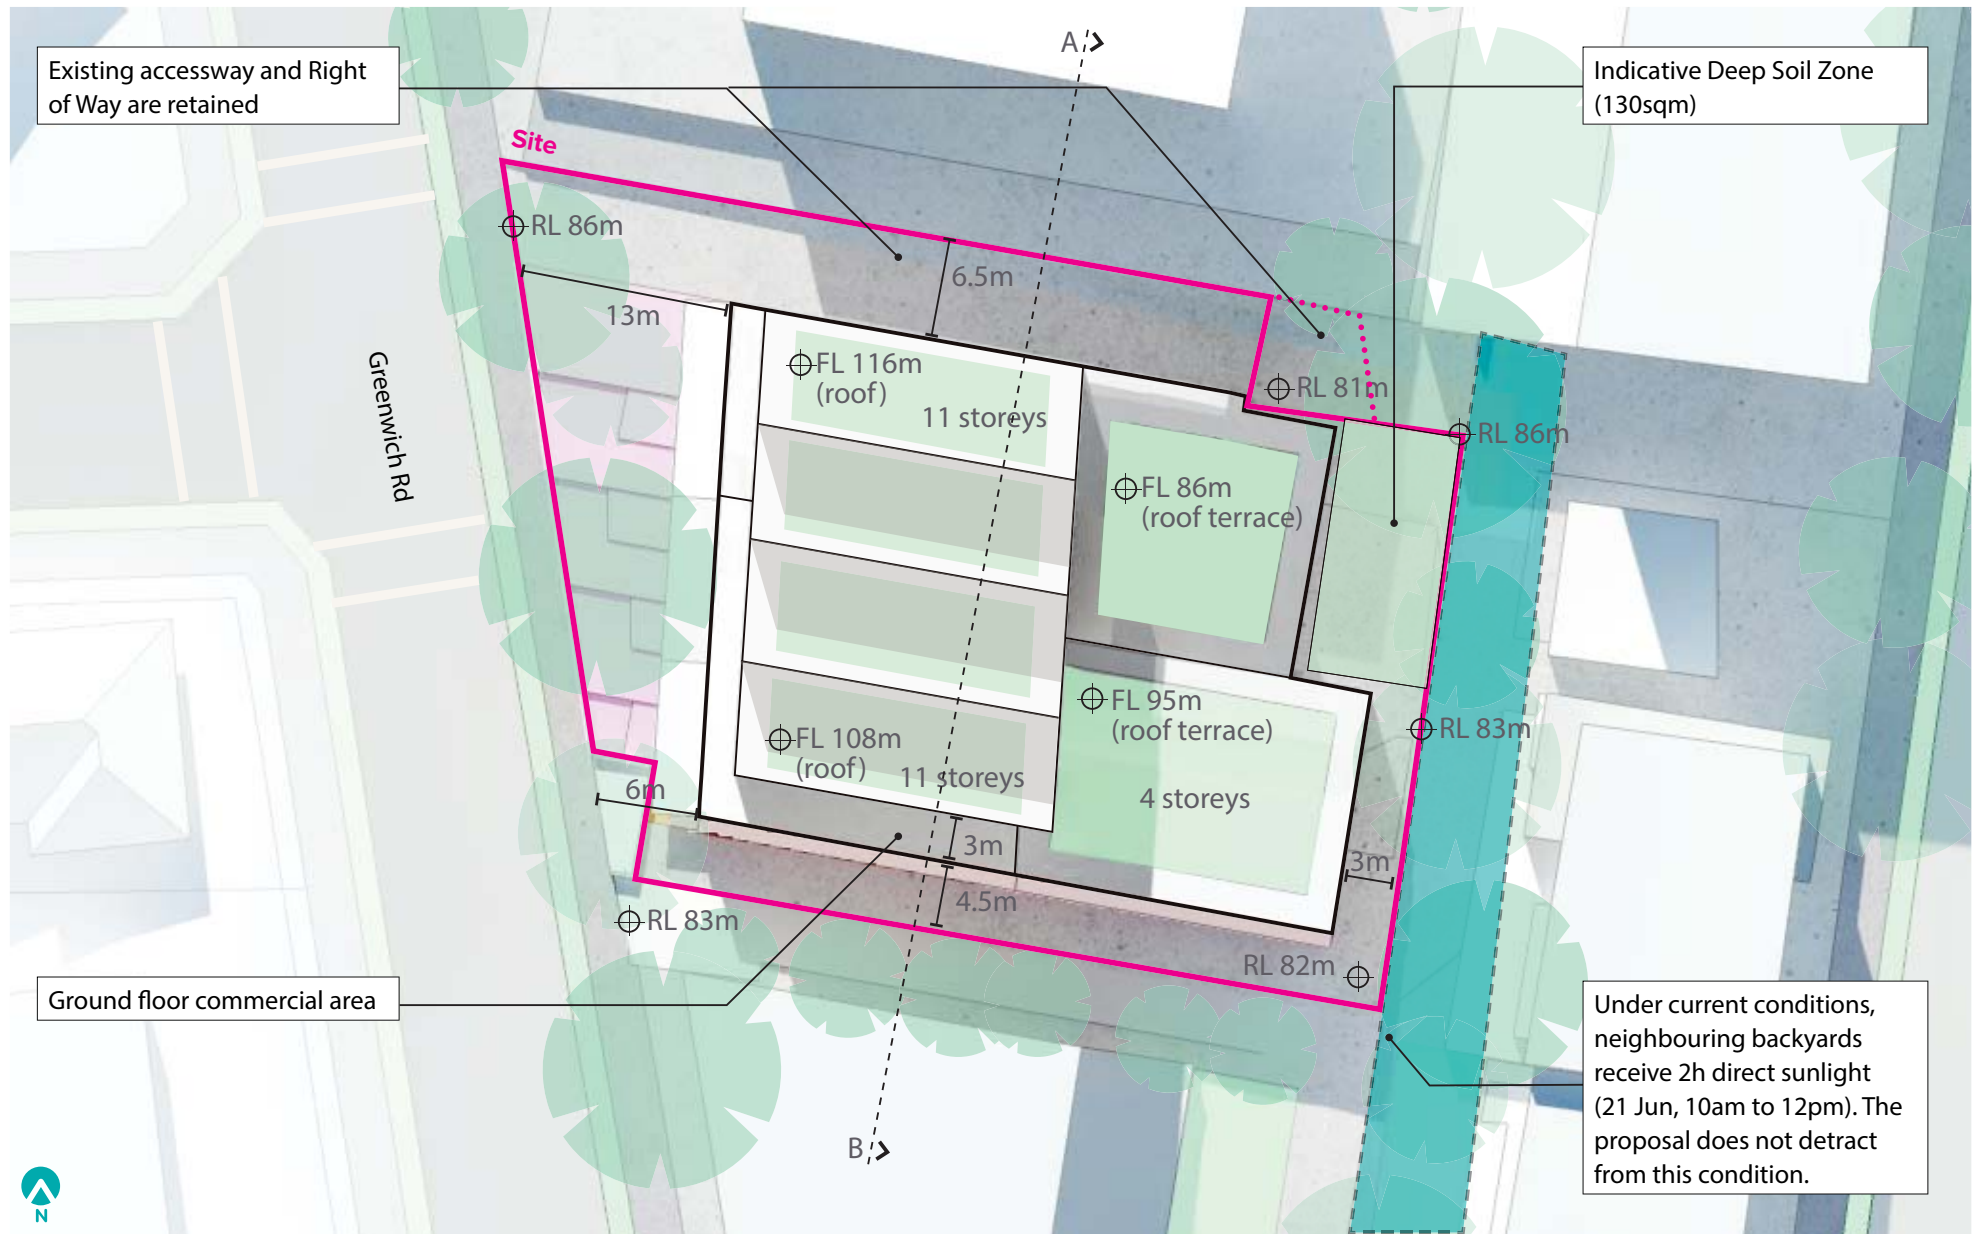 A
Existing accessway and Right
of Way are retained
Indicative Deep Soil Zone
(130sqm)
Site
RL 86m
6.5m
13m
Greenwich Rd
FL 116m
(roof)
11 storeys
RL 81m
RL 86m
FL 86m
(roof terrace)
FL 95m
(roof terrace)
RL 83m
FL 108m
(roof)
11 storeys
4 storeys
6m
3m
3m
4.5m
RL 83m
RL 82m
Ground floor commercial area
Under current conditions,
neighbouring backyards
receive 2h direct sunlight
(21 Jun, 10am to 12pm). The
proposal does not detract
from this condition.
B
N